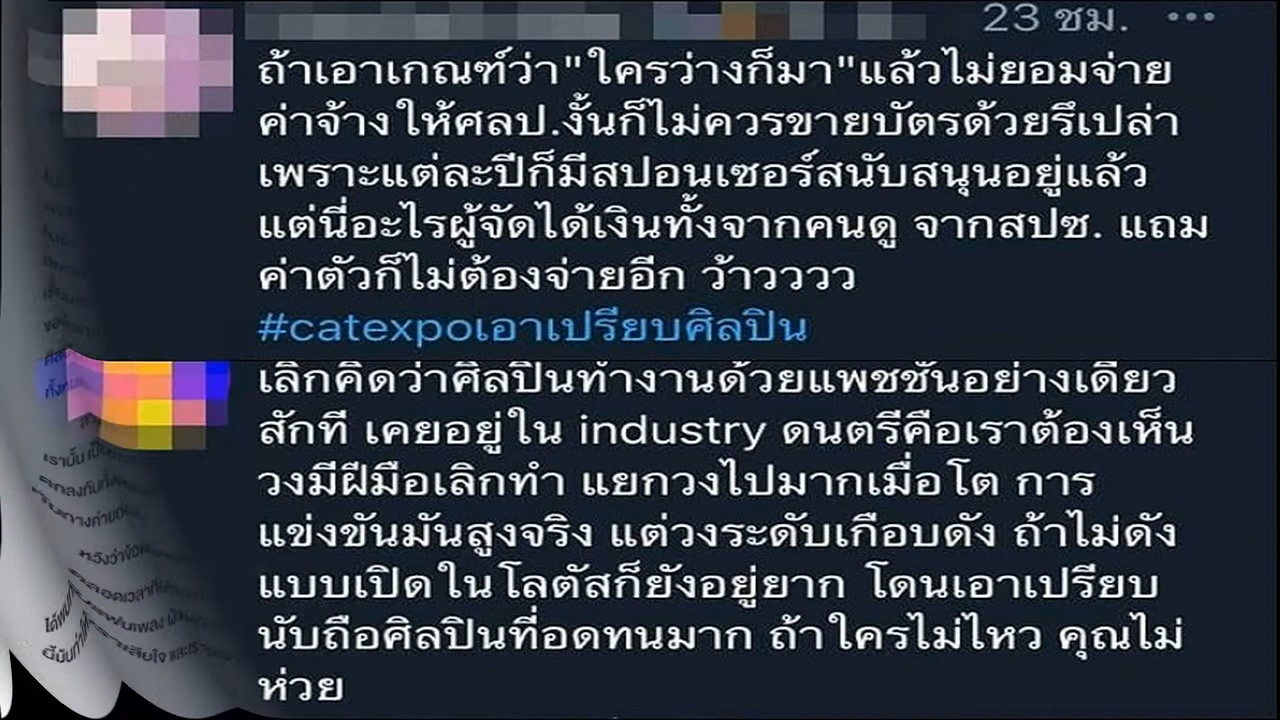 23 ชม.
ถ้าเอาเกณฑ์ว่า"ใครว่างก็มา"แล้วไม่ยอมจ่าย
ค่าจ้างให้ศลป.งั้นก็ไม่ควรขายบัตรด้วยรึเปล่า
เพราะแต่ละปีก็มีสปอนเซอร์สนับสนุนอยู่แล้ว
แต่นี่อะไรผู้จัดได้เงินทั้งจากคนดู จากสปซ. แถม
ค่าตัวก็ไม่ต้องจ่ายอีก ว้าวววว
#catexpoเอาเปรียบศิลปิน
เลิกคิดว่าศิลปินทำงานด้วยแพชชั่นอย่างเดียว
สักที เคยอยู่ใน industry ดนตรีคือเราต้องเห็น
วงมีฝีมือเลิกทำ แยกวงไปมากเมื่อโต การ
แข่งขันมันสูงจริง แต่วงระดับเกือบดัง ถ้าไม่ดัง
แบบเปิดในโลตัสก็ยังอยู่ยาก โดนเอาเปรียบ
นับถือศิลปินที่อดทนมาก ถ้าใครไม่ไหว คุณไม่
ห่วย